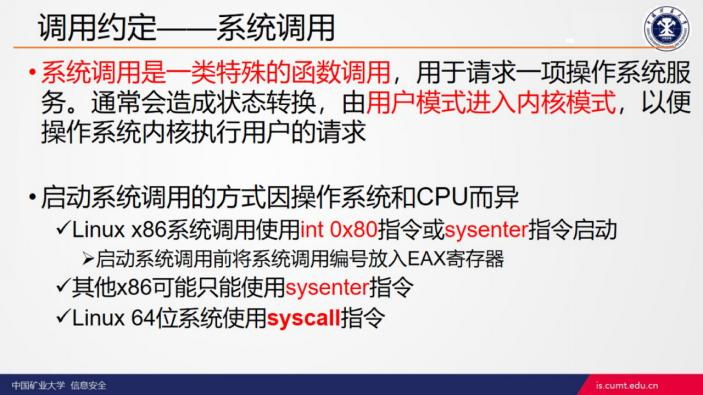 调用约定——系统调用
•系统调用是一类特殊的函数调用，用于请求一项操作系统服
务。通常会造成状态转换，由用户模式进入内核模式，以便
操作系统内核执行用户的请求
•启动系统调用的方式因操作系统和CPU而异
✓Linux x86系统调用使用int 0x80指令或sysenter指令启动
➢启动系统调用前将系统调用编号放入EAX寄存器
✓其他x86可能只能使用sysenter指令
✓Linux 64位系统使用syscall指令
中国矿业大学 信息安全
is.cumt.edu.cn